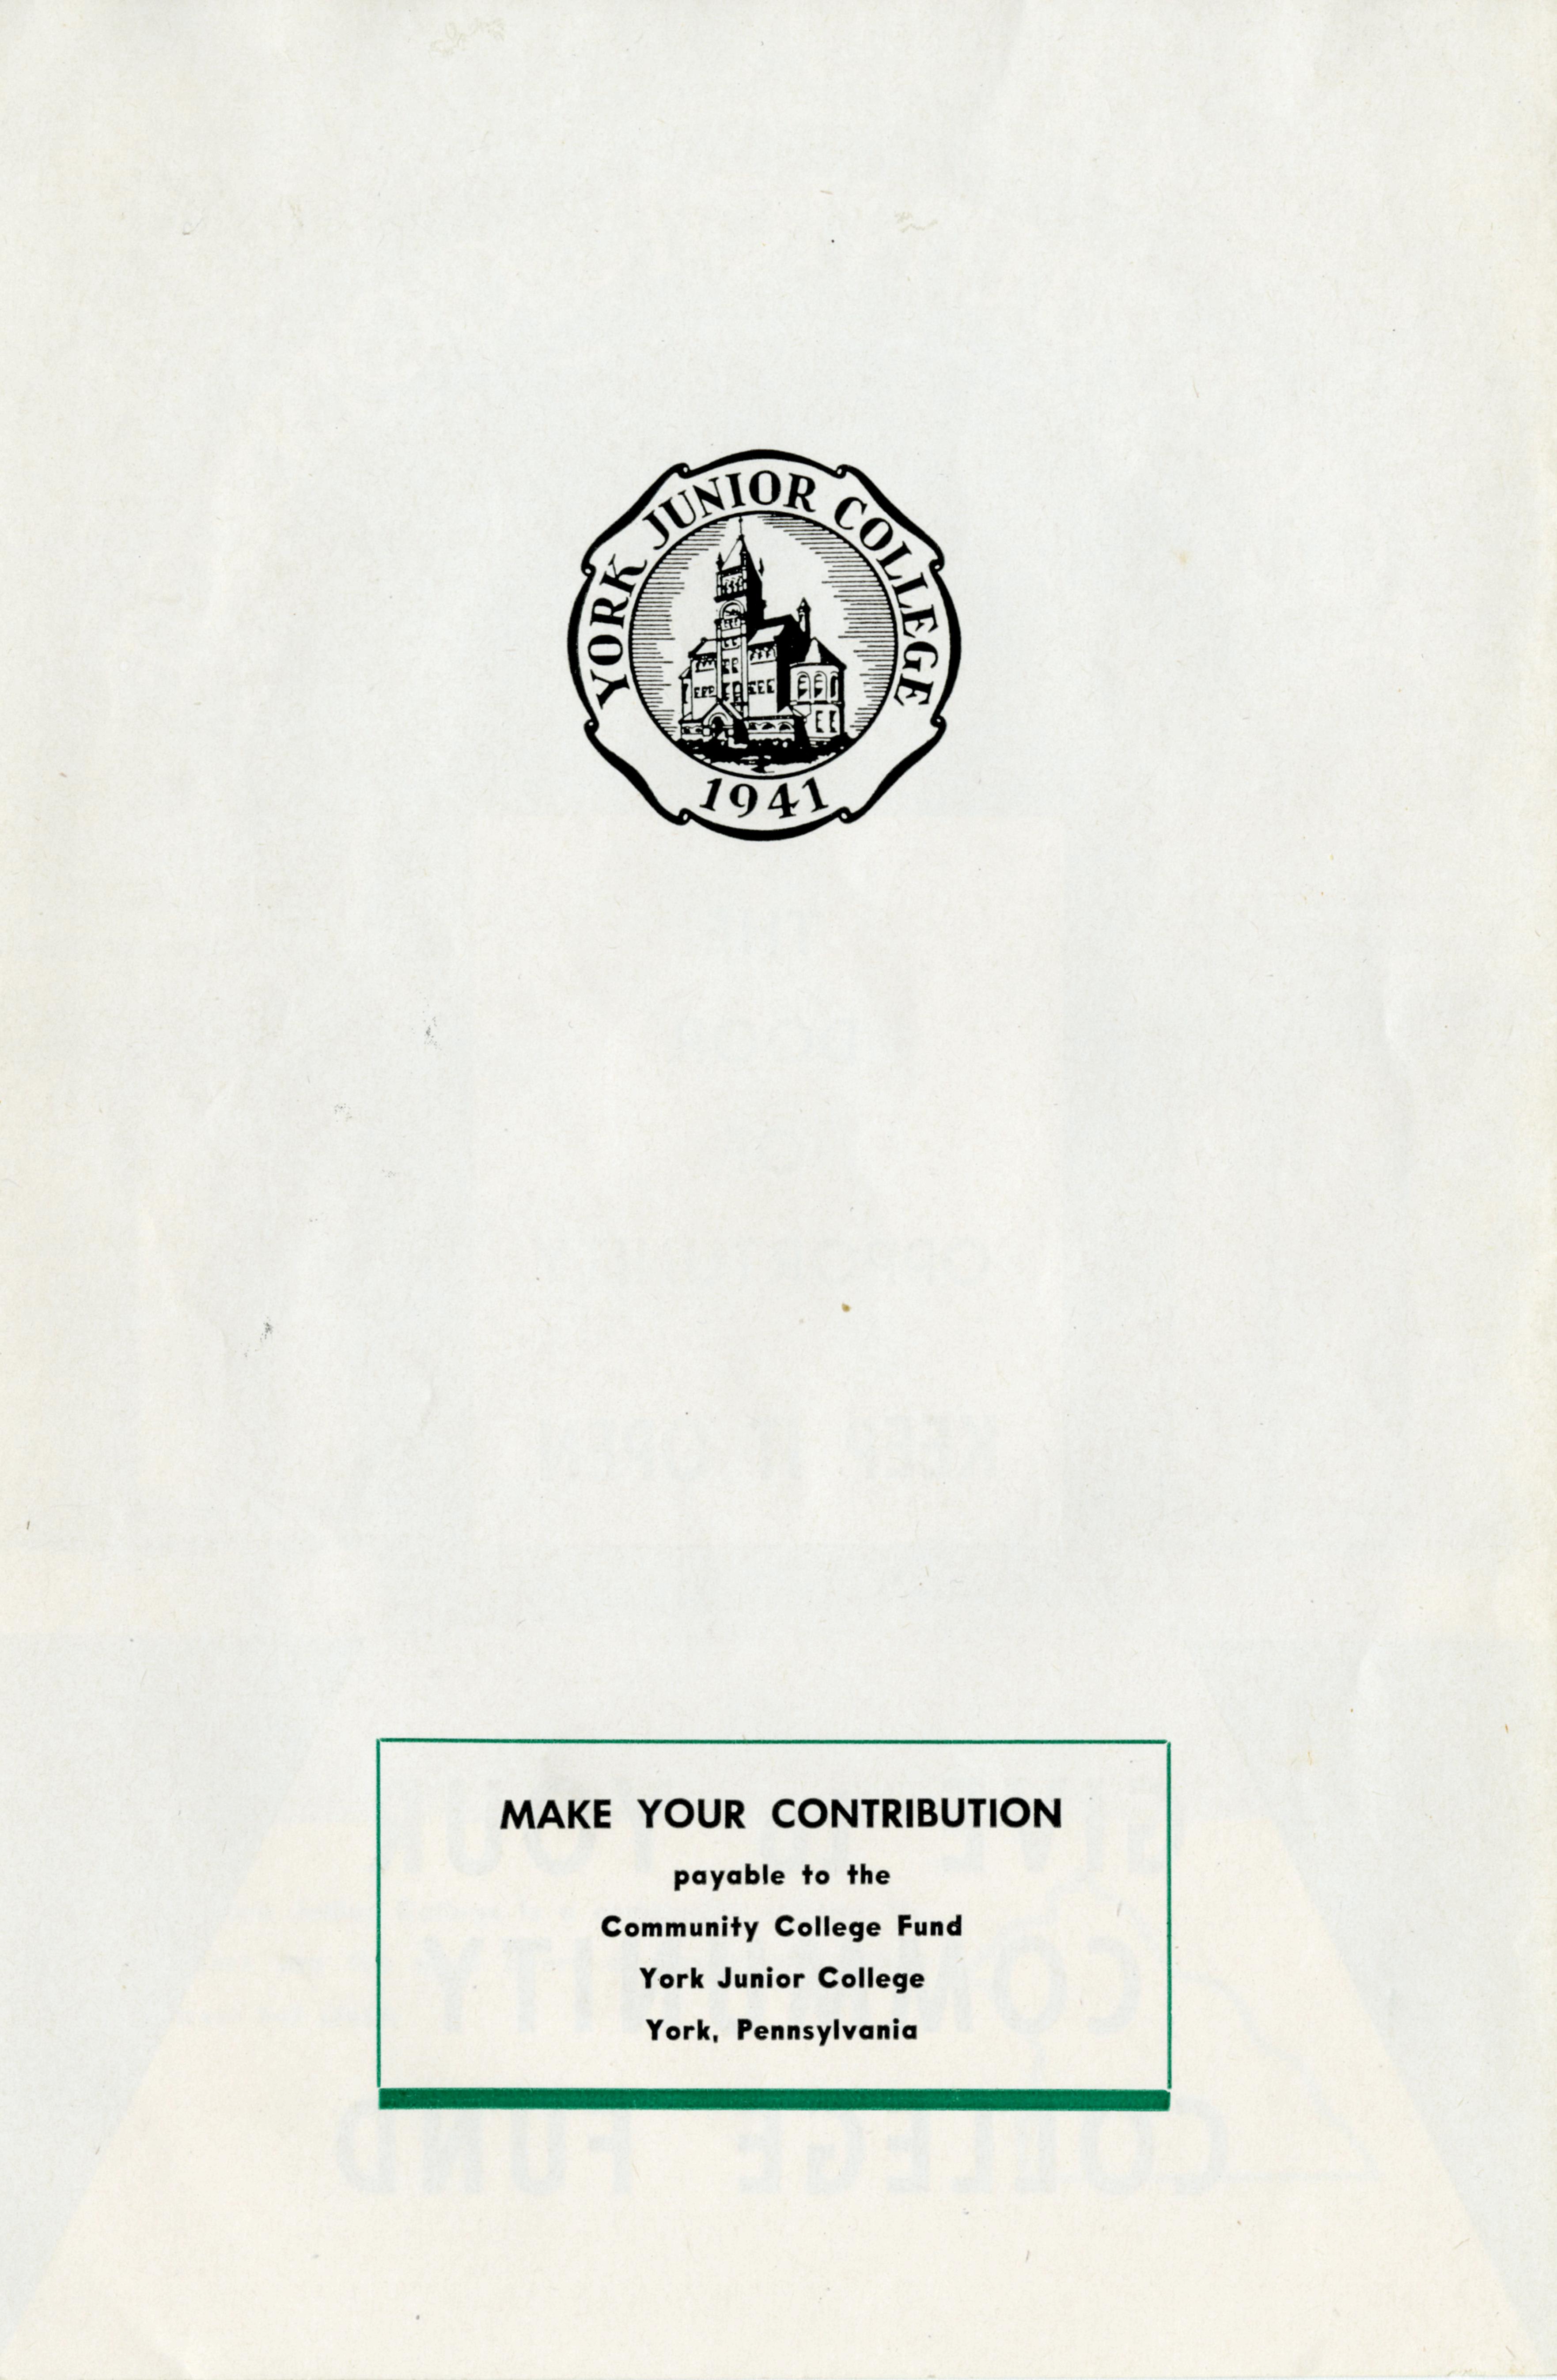 YORK JUNIOR COLLEGE
1941
MAKE YOUR CONTRIBUTION
payable to the
Community College Fund
York Junior College
York, Pennsylvania